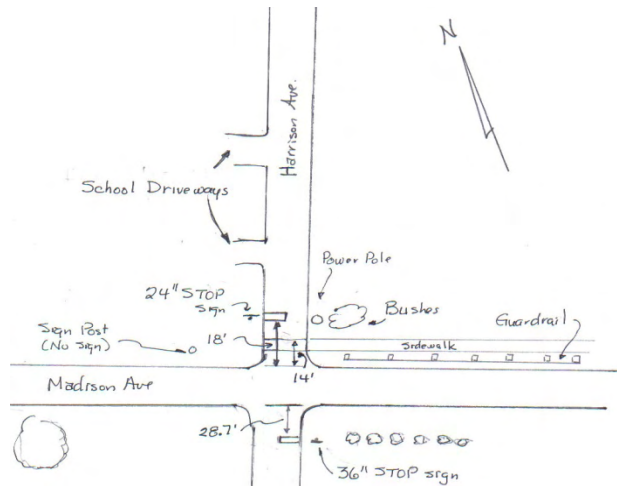 N
Harrison Ave.
School Driveways
Power Pole
24" STOP
Sign
Bushes
Guardrail
Sign Post
(No Sign)
18'
Sidewalk
14'
Madison Ave
28.7'
36" STOP sign